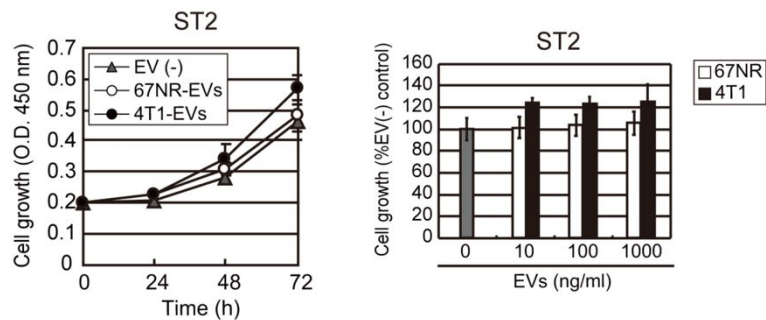 ST2
Cell growth (O.D. 450 nm)
0.7
0.6
0.5
0.4
0.3
0.2
0.1
0
EV (-)
67NR-EVs
4T1-EVs
0 24 48 72
Time (h)
ST2
Cell growth (%EV(-) control)
160
140
120
100
80
60
40
20
0
0 10 100 1000
EVs (ng/ml)
67NR
4T1